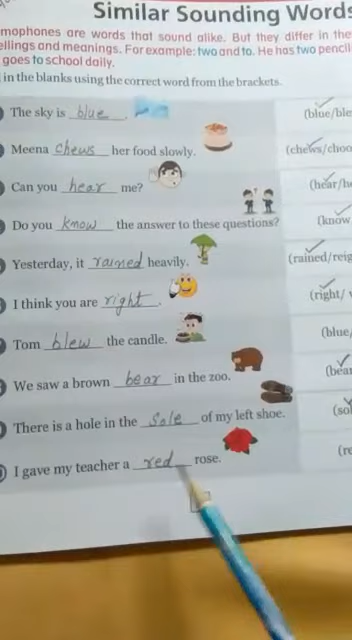 Similar Sounding Words
mophones are words that sound alike. But they differ in the
ellings and meanings. For example: two and to. He has two pencil
goes to school daily.
in the blanks using the correct word from the brackets.
The sky is blue. (blue/ble
Meena chews her food slowly. (chews/choo
Can you hear me? (hear/h
Do you know the answer to these questions? (know
Yesterday, it rained heavily. (rained/reig
I think you are right. (right/
Tom blew the candle. (blue,
We saw a brown bear in the zoo. (bear
There is a hole in the Sole of my left shoe. (sol
I gave my teacher a red rose. (re